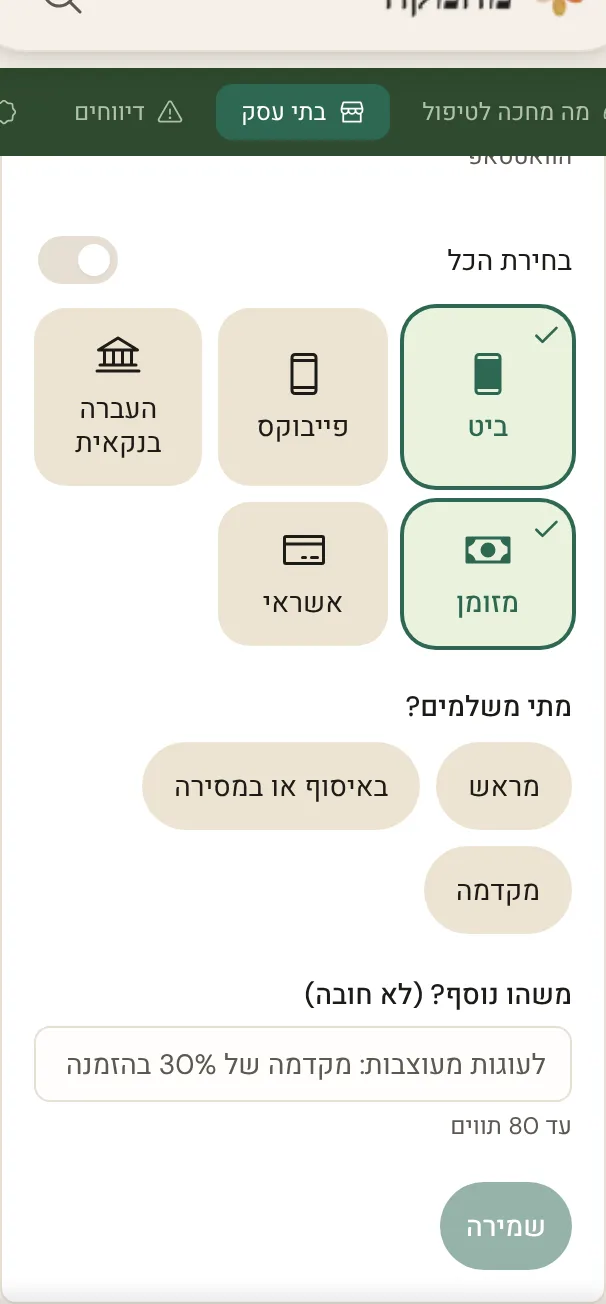 מה מחכה לטיפול
בתי עסק
דיווחים
בחירת הכל
ביט
פייבוקס
העברה
בנקאית
מזומן
אשראי
מתי משלמים?
מראש
באיסוף או במסירה
מקדמה
משהו נוסף? (לא חובה)
לעוגות מעוצבות: מקדמה של 30% בהזמנה
עד 80 תווים
שמירה